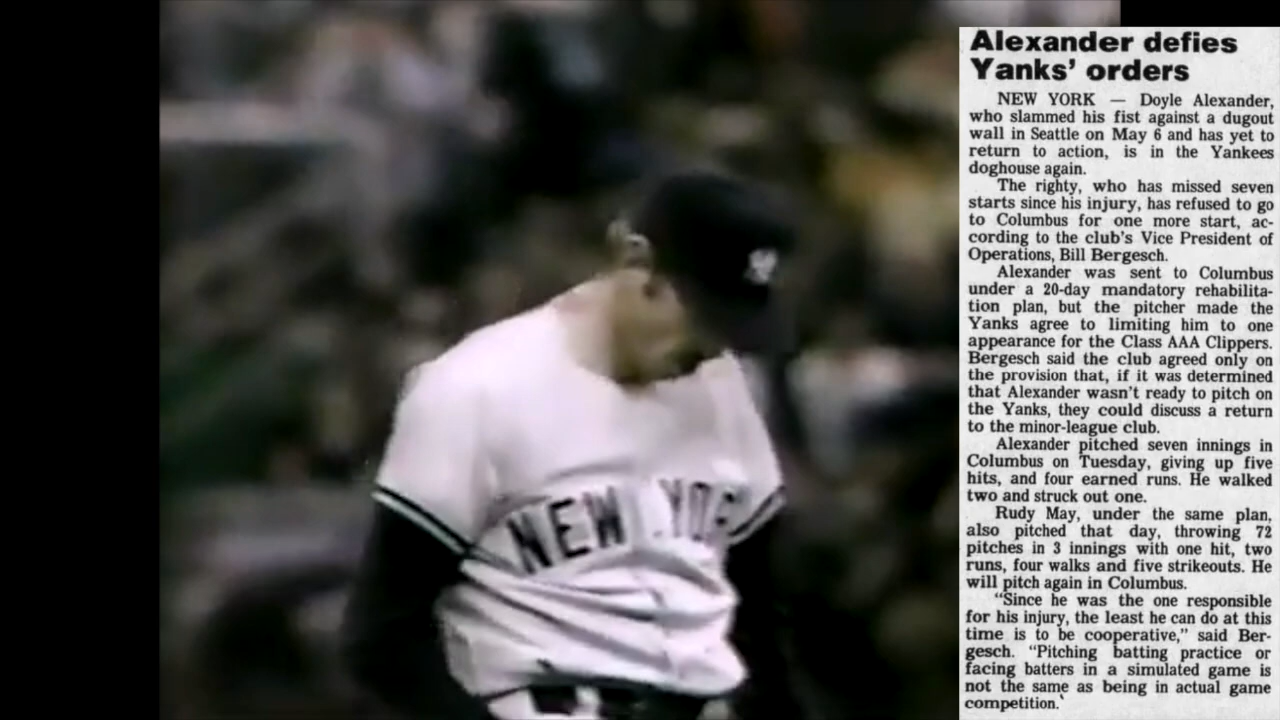 NEW YOR
Alexander defies
Yanks' orders
NEW YORK — Doyle Alexander,
who slammed his fist against a dugout
wall in Seattle on May 6 and has yet to
return to action, is in the Yankees
doghouse again.
The righty, who has missed seven
starts since his injury, has refused to go
to Columbus for one more start, ac-
cording to the club's Vice President of
Operations, Bill Bergesch.
Alexander was sent to Columbus
under a 20-day mandatory rehabilita-
tion plan, but the pitcher made the
Yanks agree to limiting him to one
appearance for the Class AAA Clippers.
Bergesch said the club agreed only on
the provision that, if it was determined
that Alexander wasn't ready to pitch on
the Yanks, they could discuss a return
to the minor-league club.
Alexander pitched seven innings in
Columbus on Tuesday, giving up five
hits, and four earned runs. He walked
two and struck out one.
Rudy May, under the same plan,
also pitched that day, throwing 72
pitches in 3 innings with one hit, two
runs, four walks and five strikeouts. He
will pitch again in Columbus.
"Since he was the one responsible
for his injury, the least he can do at this
time is to be cooperative," said Ber-
gesch. "Pitching batting practice or
facing batters in a simulated game is
not the same as being in actual game
competition.'